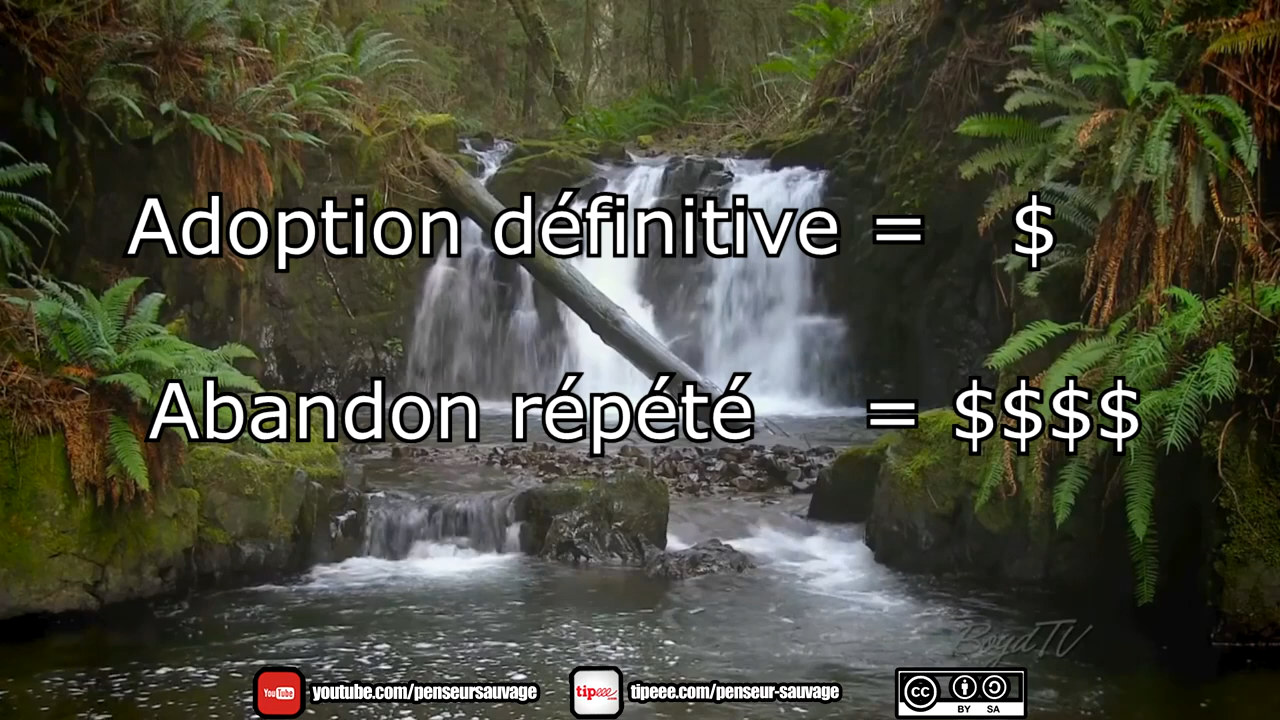 Adoption définitive = $
Abandon répété = $$$$
BoydTV
YouTube youtube.com/penseursauvage tipeee tipeee.com/penseur-sauvage cc BY SA